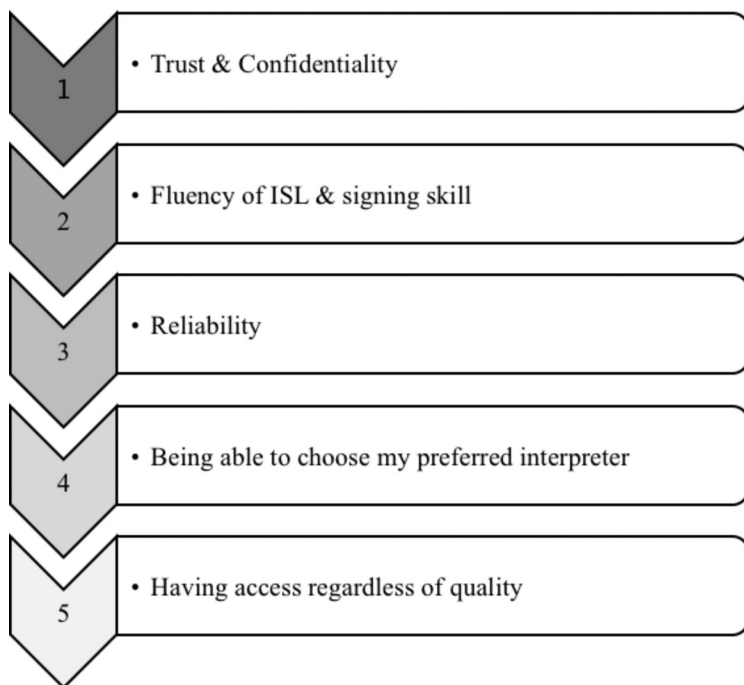 1
• Trust & Confidentiality
2
• Fluency of ISL & signing skill
3
• Reliability
4
• Being able to choose my preferred interpreter
5
• Having access regardless of quality